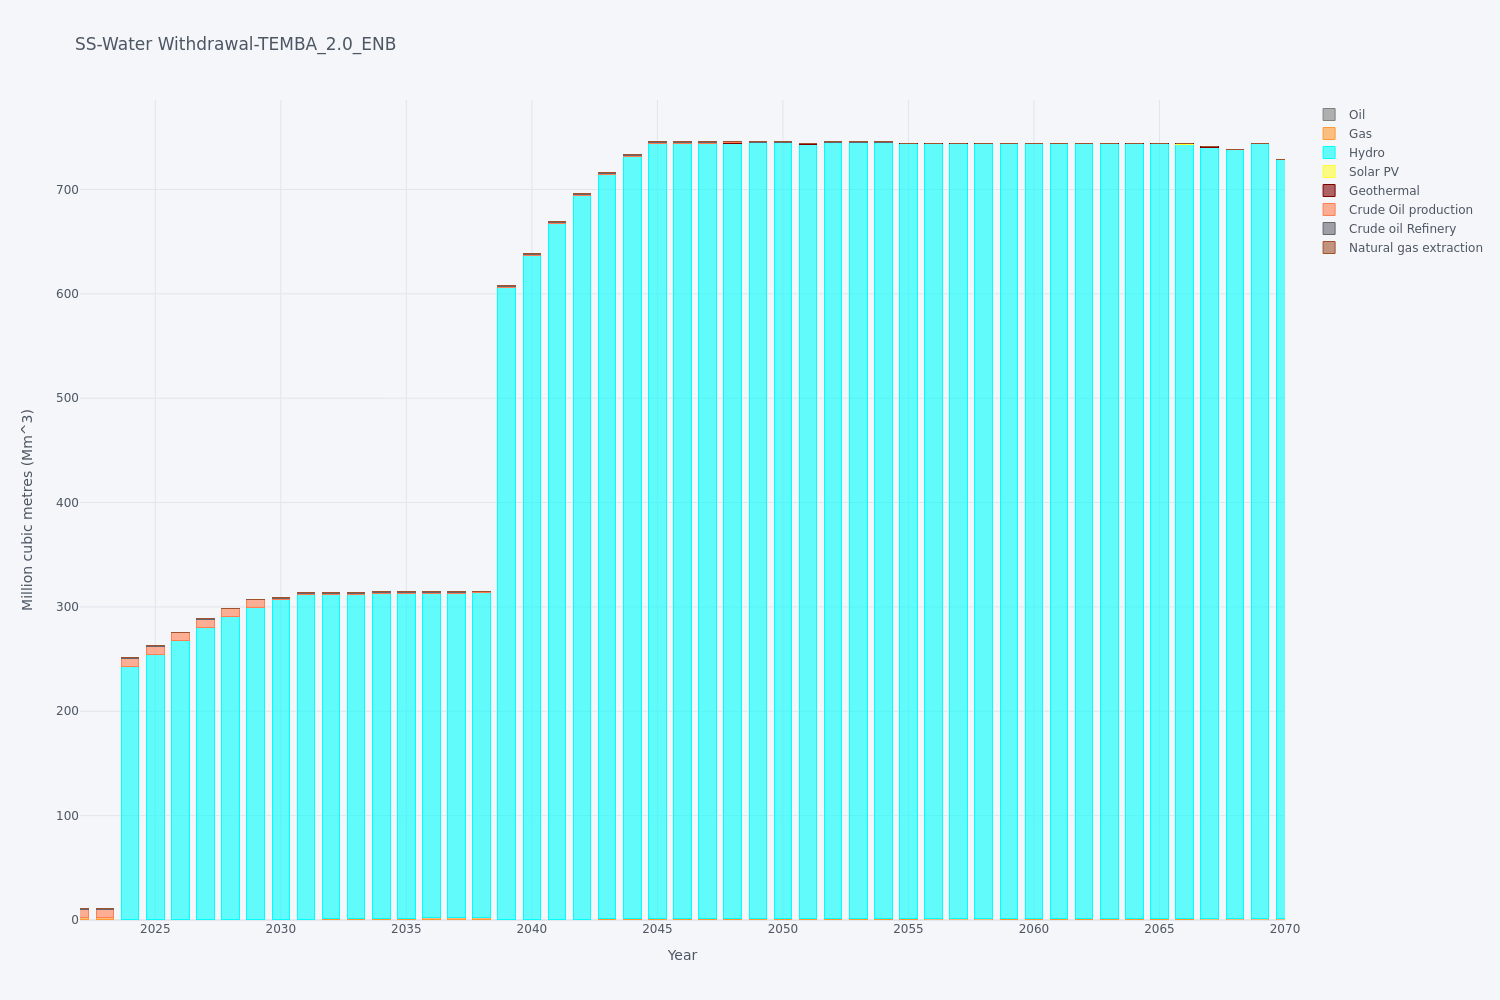 SS-Water Withdrawal-TEMBA_2.0_ENB
Oil
Gas
Hydro
Solar PV
Geothermal
Crude Oil production
Crude oil Refinery
Natural gas extraction
Million cubic metres (Mm^3)
700
600
500
400
300
200
100
0
2025 2030 2035 2040 2045 2050 2055 2060 2065 2070
Year